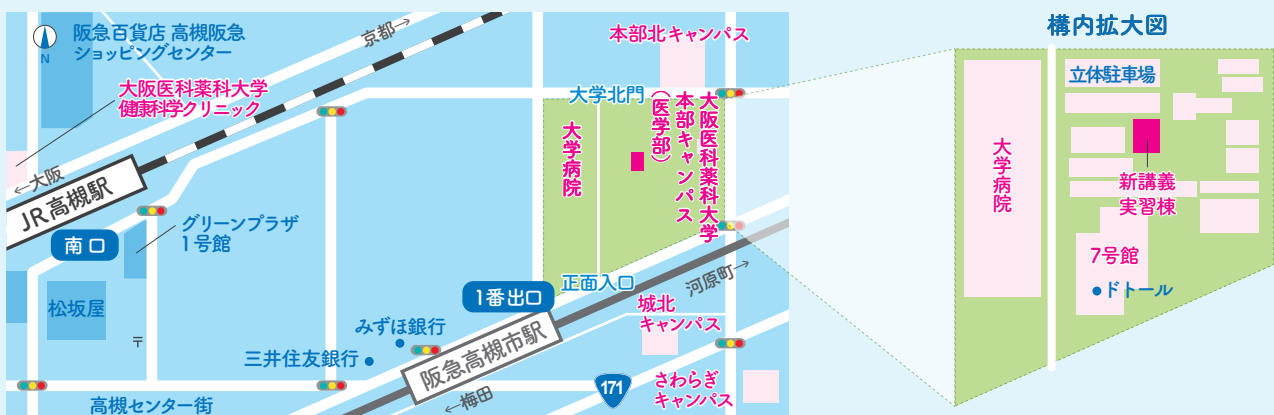 阪急百貨店 高槻阪急
ショッピングセンター
N
大阪医科薬科大学
健康科学クリニック
京都→
←大阪
JR高槻駅
南口
グリーンプラザ
1号館
松坂屋
〒
高槻センター街
三井住友銀行
みずほ銀行
1番出口
阪急高槻市駅
←梅田
河原町→
正面入口
171
城北
キャンパス
さわらぎ
キャンパス
本部北キャンパス
大学北門
大学病院
大阪医科薬科大学
本部キャンパス
(医学部)
構内拡大図
立体駐車場
大学病院
新講義
実習棟
7号館
ドトール